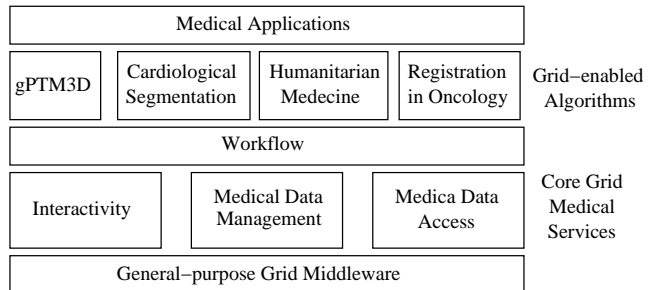 Medical Applications
gPTM3D
Cardiological
Segmentation
Humanitarian
Medecine
Registration
in Oncology
Grid−enabled
Algorithms
Workflow
Interactivity
Medical Data
Management
Medica Data
Access
Core Grid
Medical
Services
General−purpose Grid Middleware